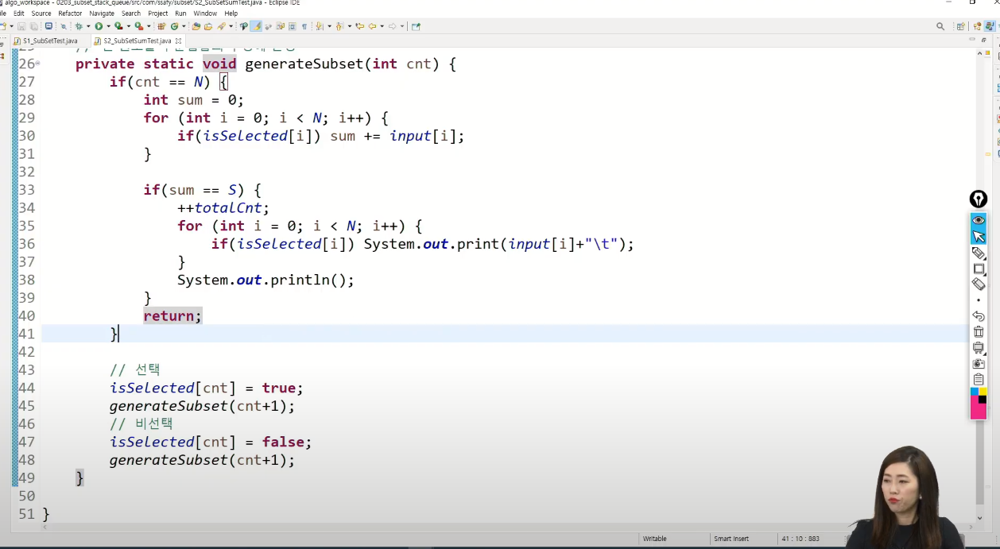 algo_workspace - 0203_subset_stack_queue/src/com/ssafy/subset/S2_SubSetSumTest.java - Eclipse IDE
Edit Source Refactor Navigate Search Project Run Window Help
S1_SubSetTest.java S2_SubSetSumTest.java
26 private static void generateSubset(int cnt) {
27 if(cnt == N) {
28 int sum = 0;
29 for (int i = 0; i < N; i++) {
30 if(isSelected[i]) sum += input[i];
31 }
32
33 if(sum == S) {
34 ++totalCnt;
35 for (int i = 0; i < N; i++) {
36 if(isSelected[i]) System.out.print(input[i]+"\t");
37 }
38 System.out.println();
39 }
40 return;
41 }
42
43 // 선택
44 isSelected[cnt] = true;
45 generateSubset(cnt+1);
46 // 비선택
47 isSelected[cnt] = false;
48 generateSubset(cnt+1);
49 }
50
51 }
Writable Smart Insert 41 : 10 : 883